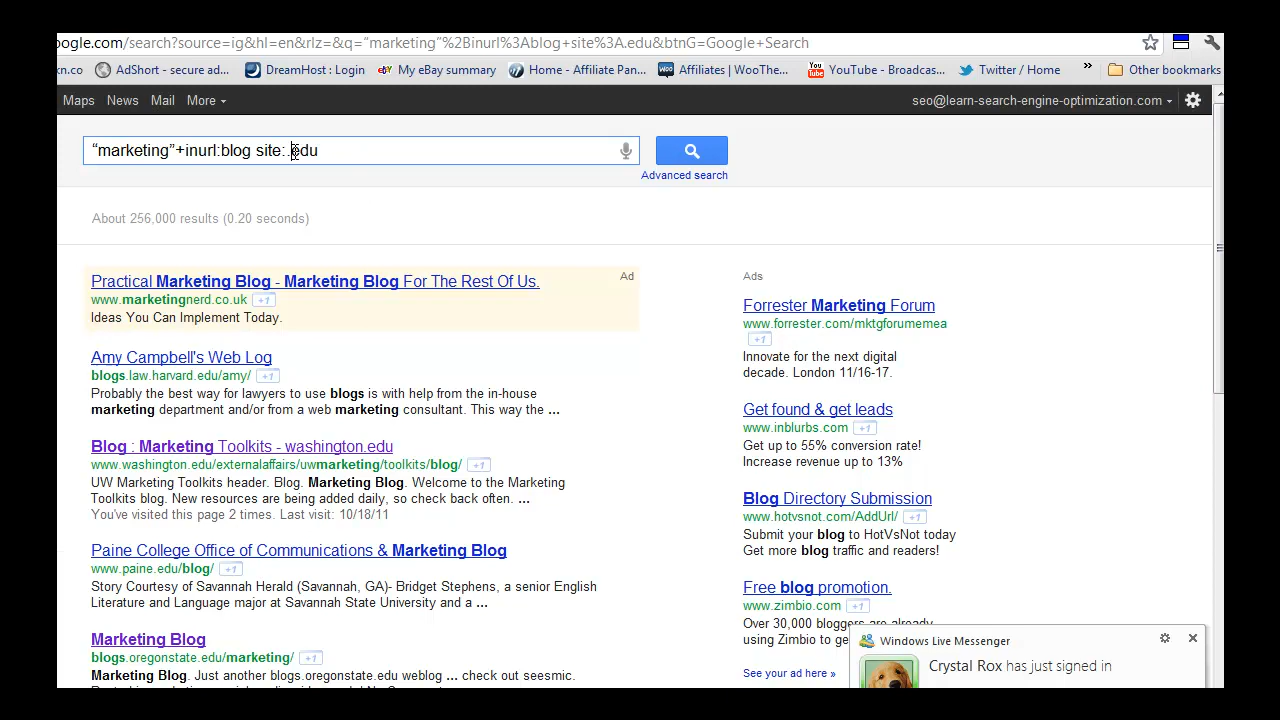 oogle.com/search?source=ig&hl=en&rlz=&q=“marketing”%2Binurl%3Ablog+site%3A.edu&btnG=Google+Search
kn.co AdShort - secure ad... DreamHost : Login My eBay summary Home - Affiliate Pan... Affiliates | WooThe... YouTube - Broadcas... Twitter / Home » Other bookmarks
Maps News Mail More seo@learn-search-engine-optimization.com
“marketing”+inurl:blog site: .edu
Advanced search
About 256,000 results (0.20 seconds)
Practical Marketing Blog - Marketing Blog For The Rest Of Us. Ad
www.marketingnerd.co.uk +1
Ideas You Can Implement Today.
Amy Campbell's Web Log
blogs.law.harvard.edu/amy/ +1
Probably the best way for lawyers to use blogs is with help from the in-house
marketing department and/or from a web marketing consultant. This way the ...
Blog : Marketing Toolkits - washington.edu
www.washington.edu/externalaffairs/uwmarketing/toolkits/blog/ +1
UW Marketing Toolkits header. Blog. Marketing Blog. Welcome to the Marketing
Toolkits blog. New resources are being added daily, so check back often. ...
You've visited this page 2 times. Last visit: 10/18/11
Paine College Office of Communications & Marketing Blog
www.paine.edu/blog/ +1
Story Courtesy of Savannah Herald (Savannah, GA)- Bridget Stephens, a senior English
Literature and Language major at Savannah State University and a ...
Marketing Blog
blogs.oregonstate.edu/marketing/ +1
Marketing Blog. Just another blogs.oregonstate.edu weblog ... check out seesmic.
Ads
Forrester Marketing Forum
www.forrester.com/mktgforumemea
+1
Innovate for the next digital
decade. London 11/16-17.
Get found & get leads
www.inblurbs.com +1
Get up to 55% conversion rate!
Increase revenue up to 13%
Blog Directory Submission
www.hotvsnot.com/AddUrl/ +1
Submit your blog to HotVsNot today
Get more blog traffic and readers!
Free blog promotion.
www.zimbio.com +1
Over 30,000 bloggers are already
using Zimbio to ge
See your ad here »
Windows Live Messenger
Crystal Rox has just signed in